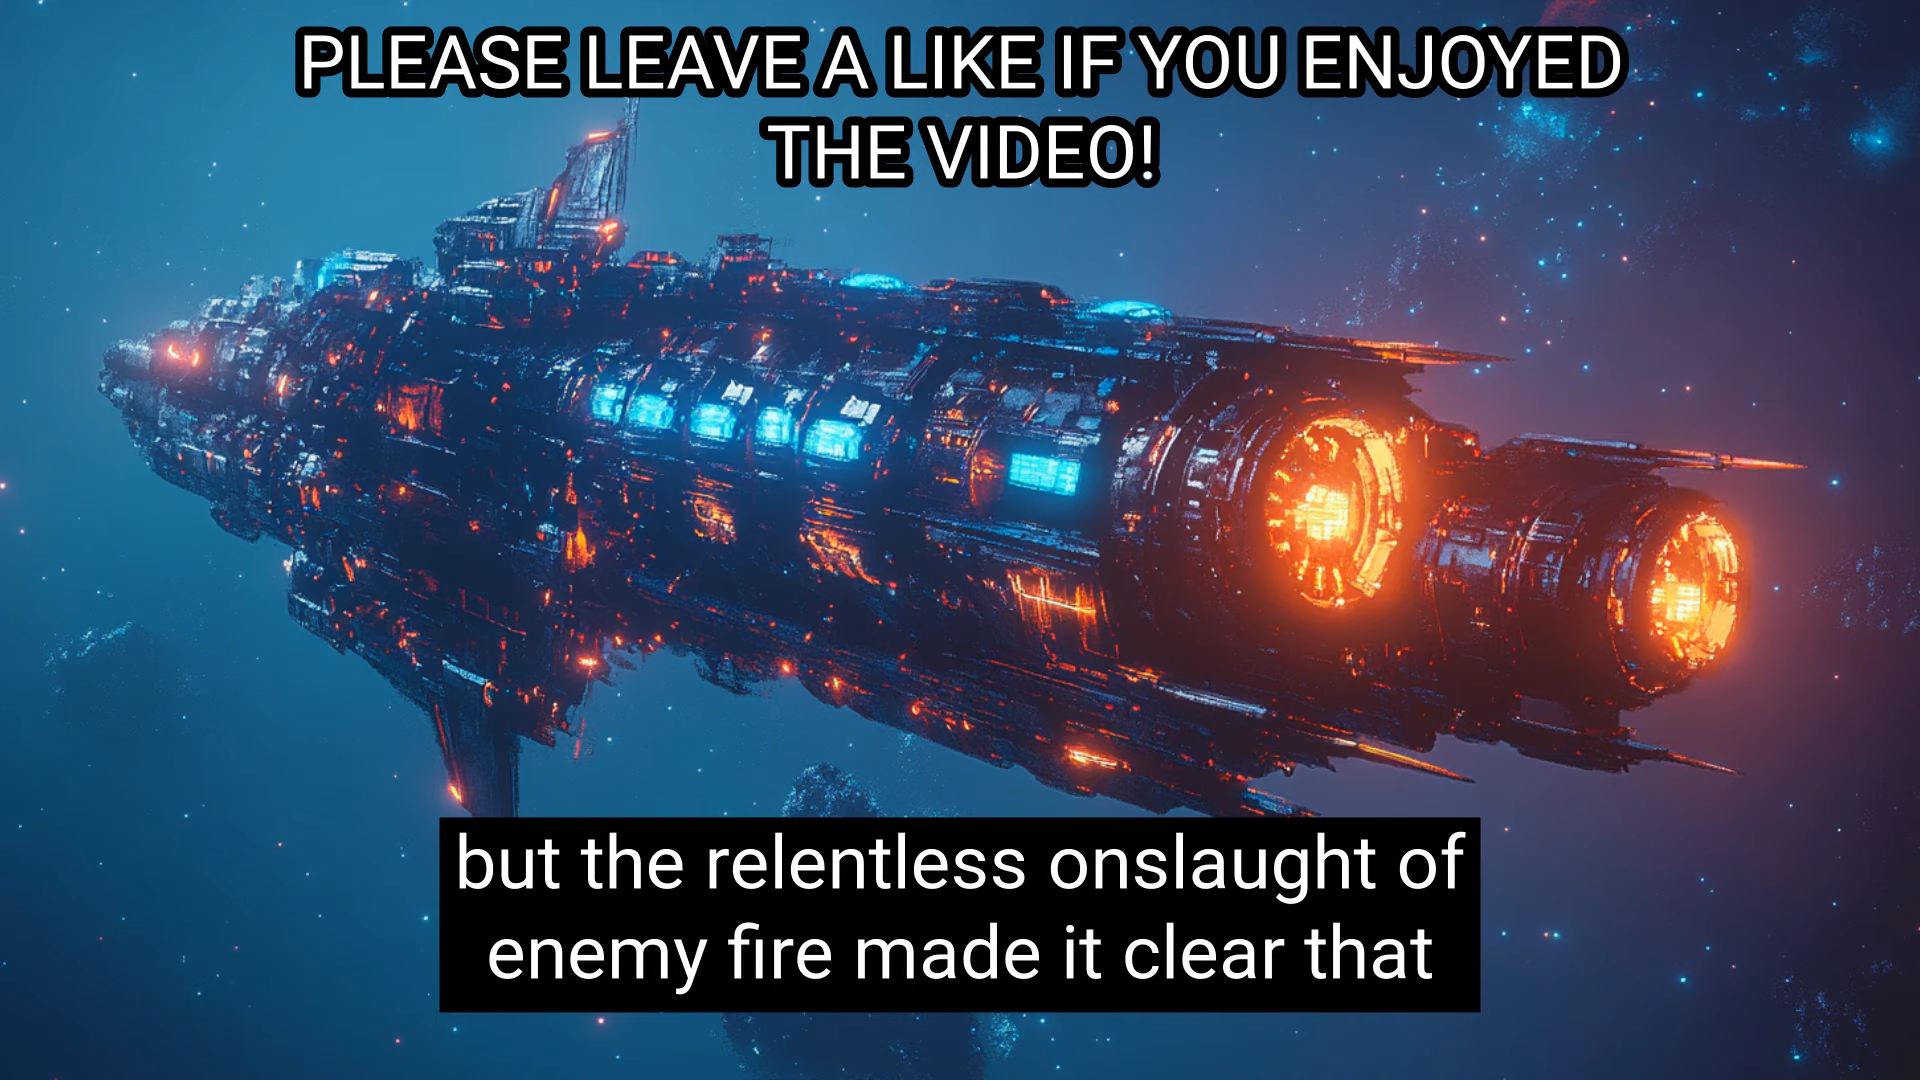 PLEASE LEAVE A LIKE IF YOU ENJOYED
THE VIDEO!
but the relentless onslaught of
enemy fire made it clear that